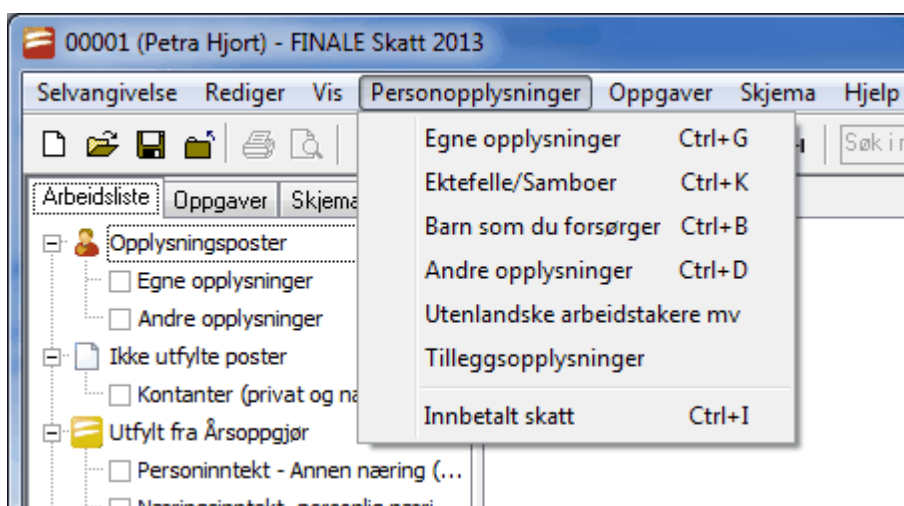 00001 (Petra Hjort) - FINALE Skatt 2013
Selvangivelse Rediger Vis Personopplysninger Oppgaver Skjema Hjelp
Søk i
Egne opplysninger Ctrl+G
Ektefelle/Samboer Ctrl+K
Barn som du forsørger Ctrl+B
Andre opplysninger Ctrl+D
Utenlandske arbeidstakere mv
Tilleggsopplysninger
Innbetalt skatt Ctrl+I
Arbeidsliste Oppgaver Skjema
Opplysningsposter
Egne opplysninger
Andre opplysninger
Ikke utfylte poster
Kontanter (privat og
Utfylt fra Årsoppgjør
Personinntekt - Annen næring (...